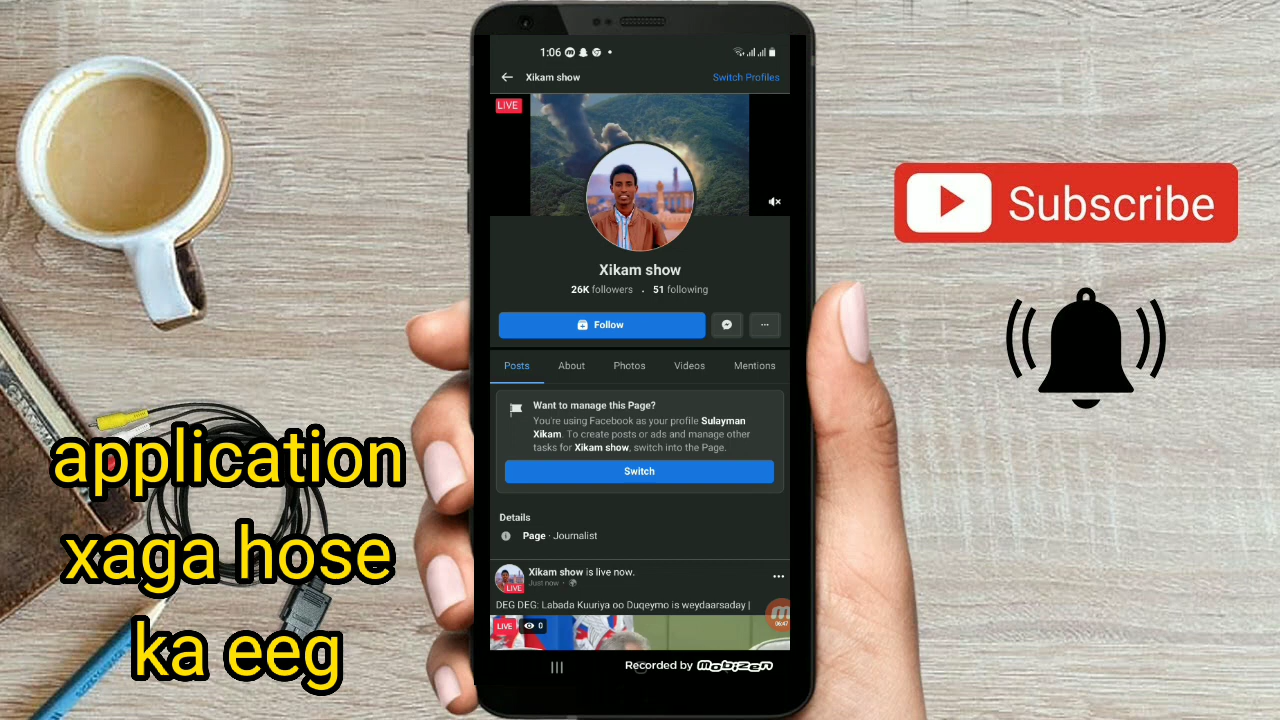 1:06
Xikam show
Switch Profiles
LIVE
Xikam show
26K followers . 51 following
Follow
Posts About Photos Videos Mentions
Want to manage this Page?
You're using Facebook as your profile Sulayman
Xikam. To create posts or ads and manage other
tasks for Xikam show, switch into the Page.
Switch
Details
Page · Journalist
Xikam show is live now.
Just now ·
LIVE
DEG DEG: Labada Kuuriya oo Duqeymo is weydaarsaday |
LIVE 0
06:47
Recorded by mobizen
application
xaga hose
ka eeg
Subscribe